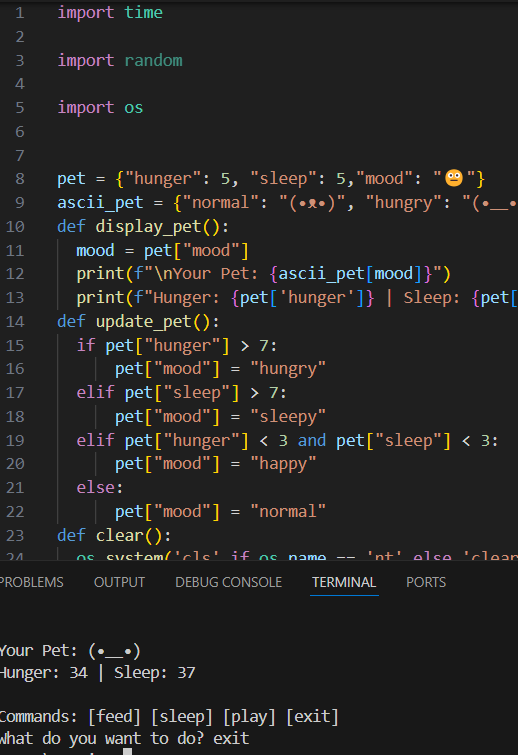 1 import time
2
3 import random
4
5 import os
6
7
8 pet = {"hunger": 5, "sleep": 5,"mood": "😐"}
9 ascii_pet = {"normal": "(•ᴥ•)", "hungry": "(•__•
10 def display_pet():
11 mood = pet["mood"]
12 print(f"\nYour Pet: {ascii_pet[mood]}")
13 print(f"Hunger: {pet['hunger']} | Sleep: {pet[
14 def update_pet():
15 if pet["hunger"] > 7:
16 pet["mood"] = "hungry"
17 elif pet["sleep"] > 7:
18 pet["mood"] = "sleepy"
19 elif pet["hunger"] < 3 and pet["sleep"] < 3:
20 pet["mood"] = "happy"
21 else:
22 pet["mood"] = "normal"
23 def clear():
24 os.system('cls' if os.name == 'nt' else 'clear
PROBLEMS OUTPUT DEBUG CONSOLE TERMINAL PORTS
Your Pet: (•__•)
Hunger: 34 | Sleep: 37
Commands: [feed] [sleep] [play] [exit]
What do you want to do? exit